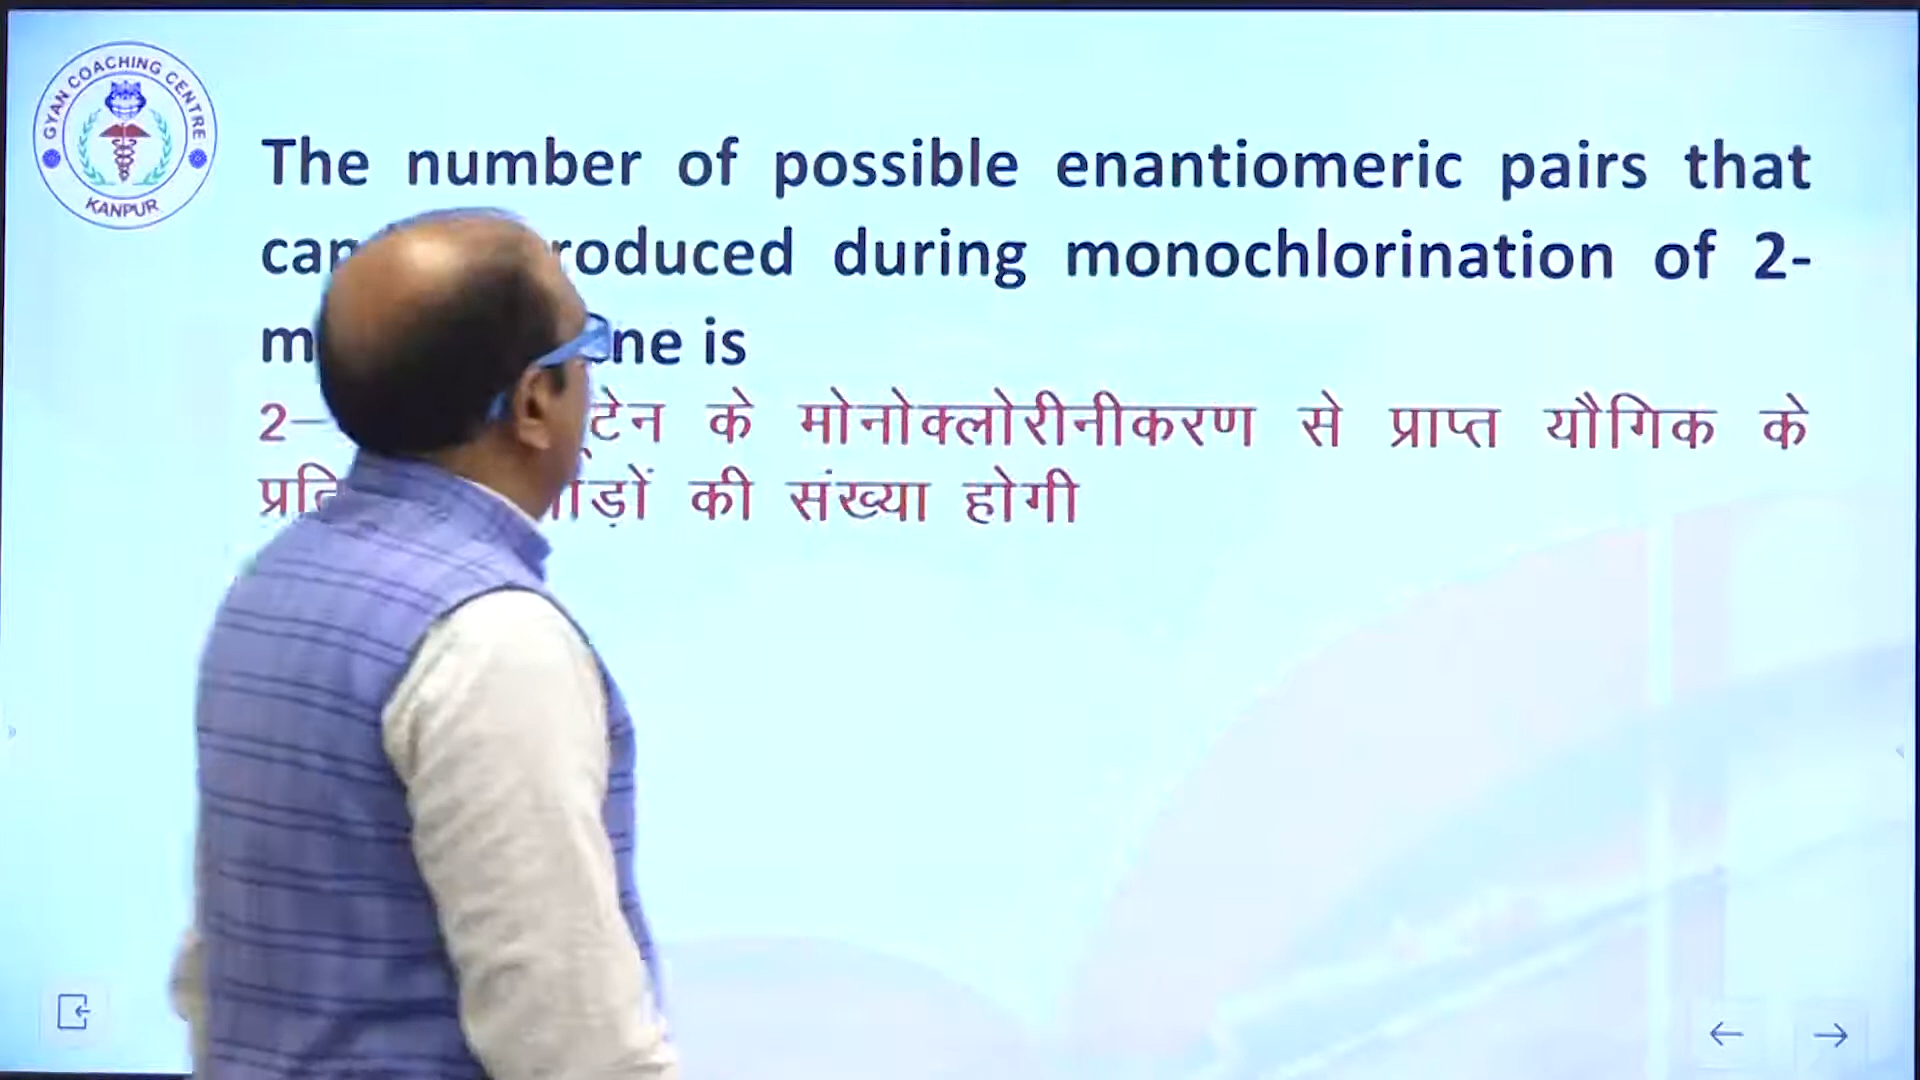 GYAN COACHING CENTRE
KANPUR
The number of possible enantiomeric pairs that
roduced during monochlorination of 2-
ne is
2– टेन के मोनोक्लोरीनीकरण से प्राप्त यौगिक के
की संख्या होगी